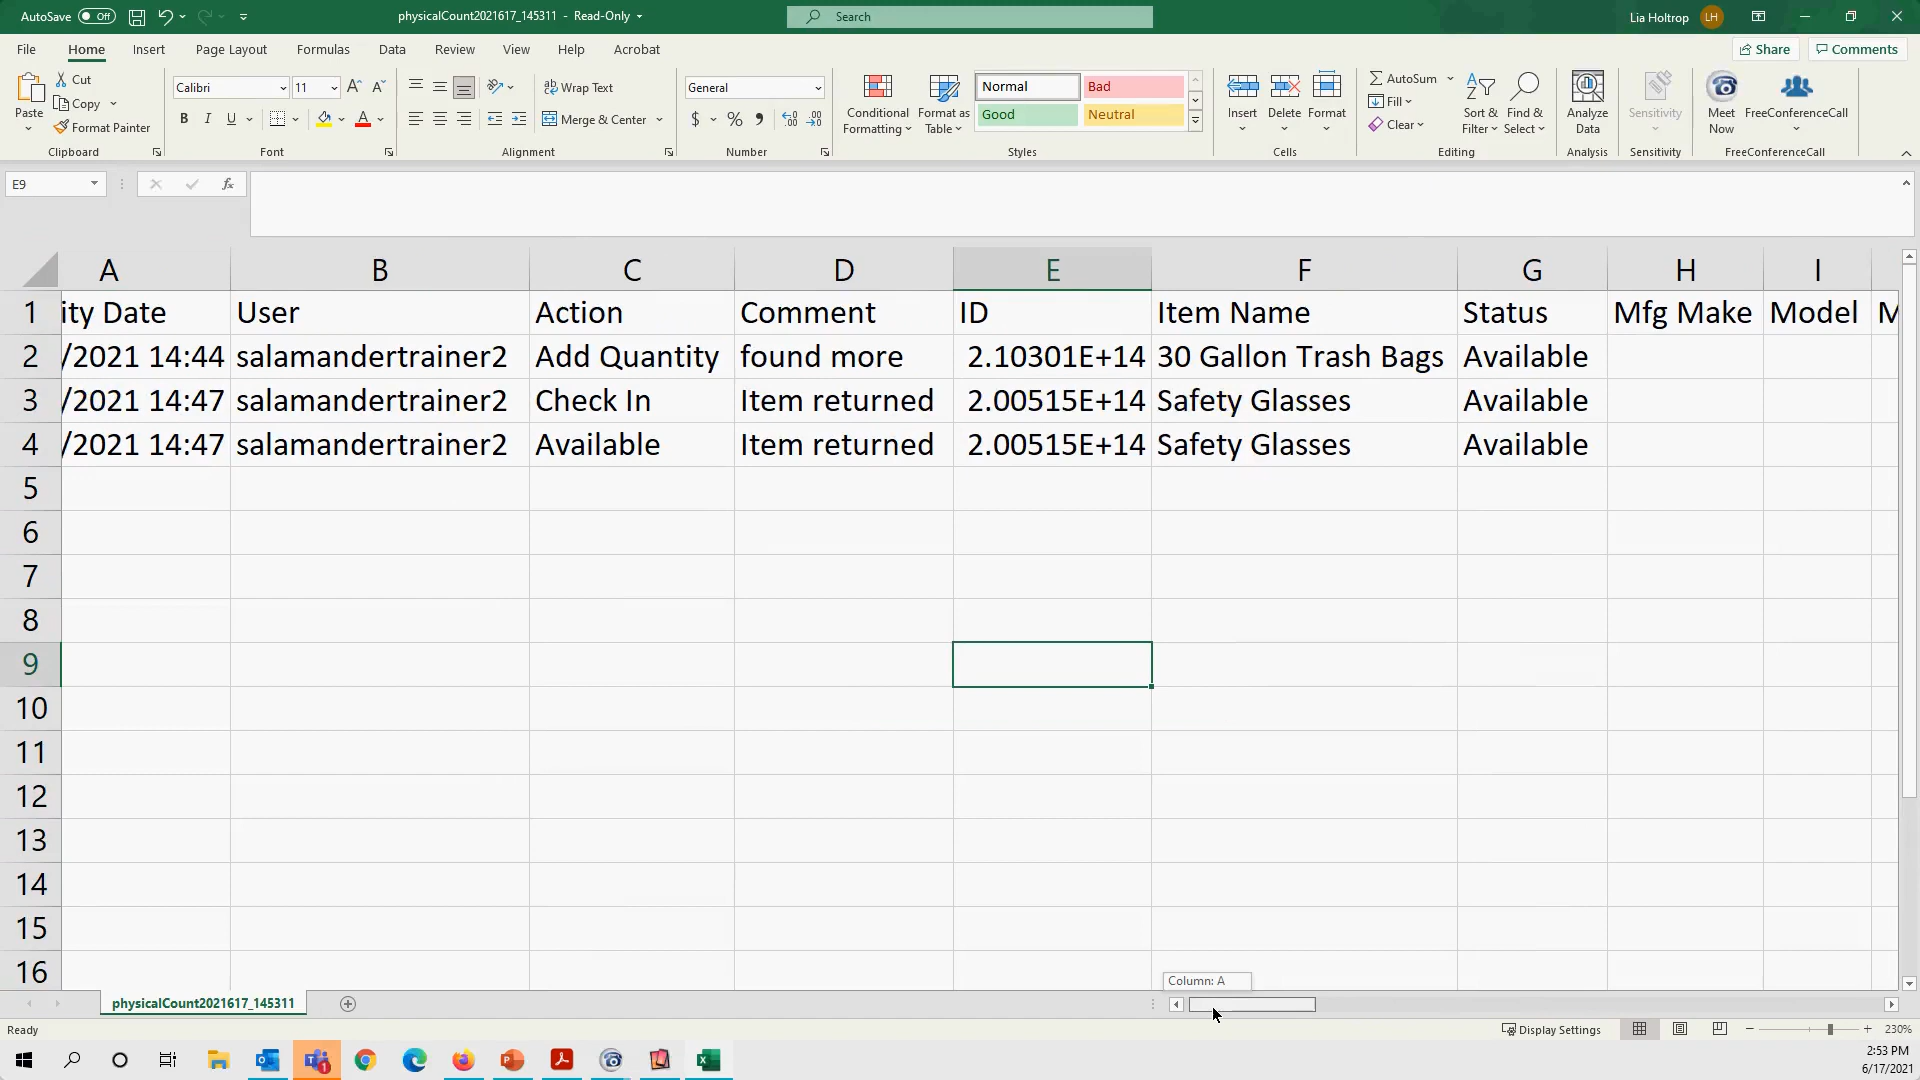 AutoSave Off physicalCount2021617_145311 - Read-Only Search Lia Holtrop LH
File Home Insert Page Layout Formulas Data Review View Help Acrobat Share Comments
Paste Cut Copy Format Painter
Calibri 11
B I U A
Wrap Text
Merge & Center
General
$ % 9
Conditional Formatting
Format as Table
Normal Bad
Good Neutral
Insert Delete Format
AutoSum
Fill
Clear
Sort & Filter
Find & Select
Analyze Data
Sensitivity
Meet Now
FreeConferenceCall
Clipboard Font Alignment Number Styles Cells Editing Analysis Sensitivity FreeConferenceCall
E9 fx
A B C D E F G H I
1 ity Date User Action Comment ID Item Name Status Mfg Make Model M
2 /2021 14:44 salamandertrainer2 Add Quantity found more 2.10301E+14 30 Gallon Trash Bags Available
3 /2021 14:47 salamandertrainer2 Check In Item returned 2.00515E+14 Safety Glasses Available
4 /2021 14:47 salamandertrainer2 Available Item returned 2.00515E+14 Safety Glasses Available
5
6
7
8
9
10
11
12
13
14
15
16
Column: A
physicalCount2021617_145311
Ready Display Settings 230%
2:53 PM
6/17/2021